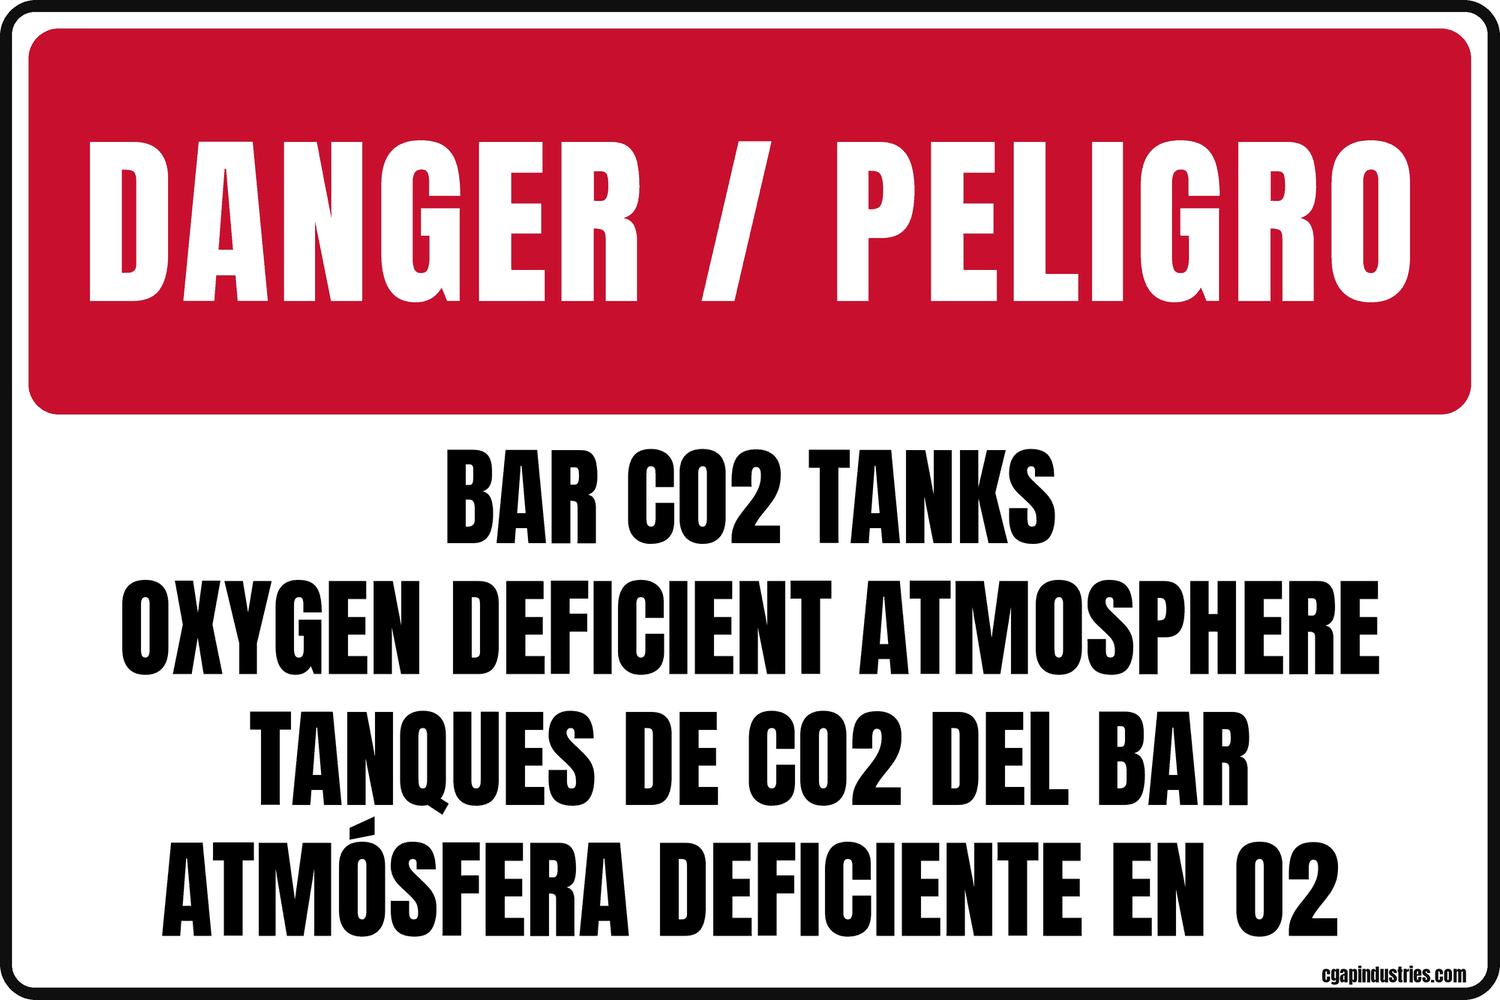 DANGER / PELIGRO
BAR CO2 TANKS
OXYGEN DEFICIENT ATMOSPHERE
TANQUES DE CO2 DEL BAR
ATMÓSFERA DEFICIENTE EN O2
cgapindustries.com